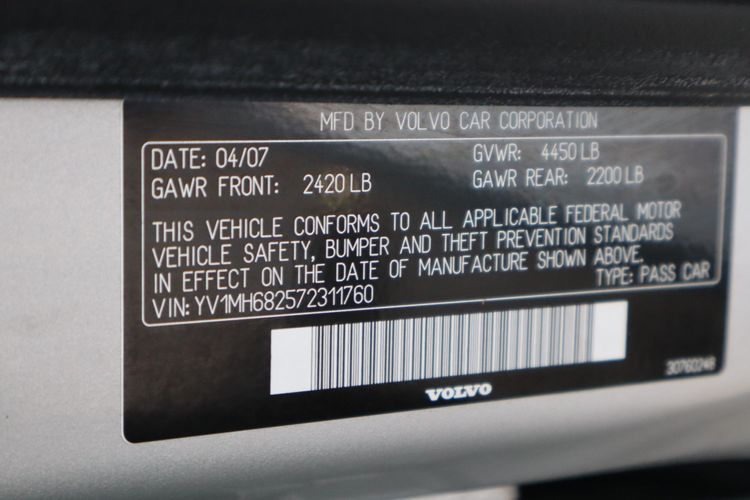 MFD BY VOLVO CAR CORPORATION
DATE: 04/07 GVWR: 4450 LB
GAWR FRONT: 2420 LB GAWR REAR: 2200 LB
THIS VEHICLE CONFORMS TO ALL APPLICABLE FEDERAL MOTOR
VEHICLE SAFETY, BUMPER AND THEFT PREVENTION STANDARDS
IN EFFECT ON THE DATE OF MANUFACTURE SHOWN ABOVE.
TYPE: PASS CAR
VIN: YV1MH682572311760
30760248
VOLVO